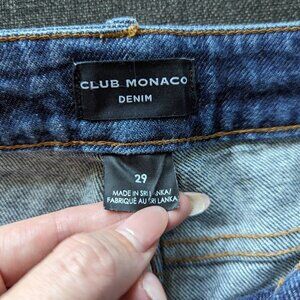 CLUB MONACO
DENIM
29
MADE IN SRI LANKA/
FABRIQUÉ AU SRI LANKA